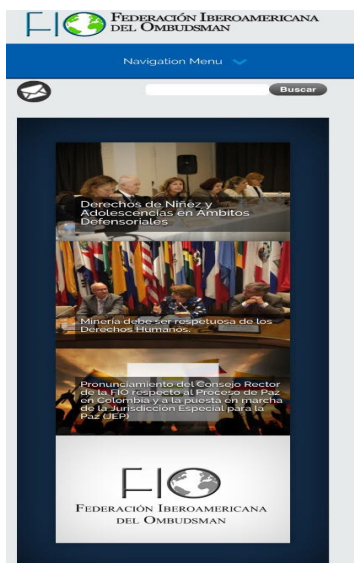 FIO
FEDERACIÓN IBEROAMERICANA
DEL OMBUDSMAN
Navigation Menu
Buscar
Derechos de Niñez y
Adolescencias en Ámbitos
Defensoriales
Minería debe ser respetuosa de los
Derechos Humanos.
Pronunciamiento del Consejo Rector
de la FIO respecto al Proceso de Paz
en Colombia y a la puesta en marcha
de la Jurisdicción Especial para la
Paz (JEP)
FIO
FEDERACIÓN IBEROAMERICANA
DEL OMBUDSMAN